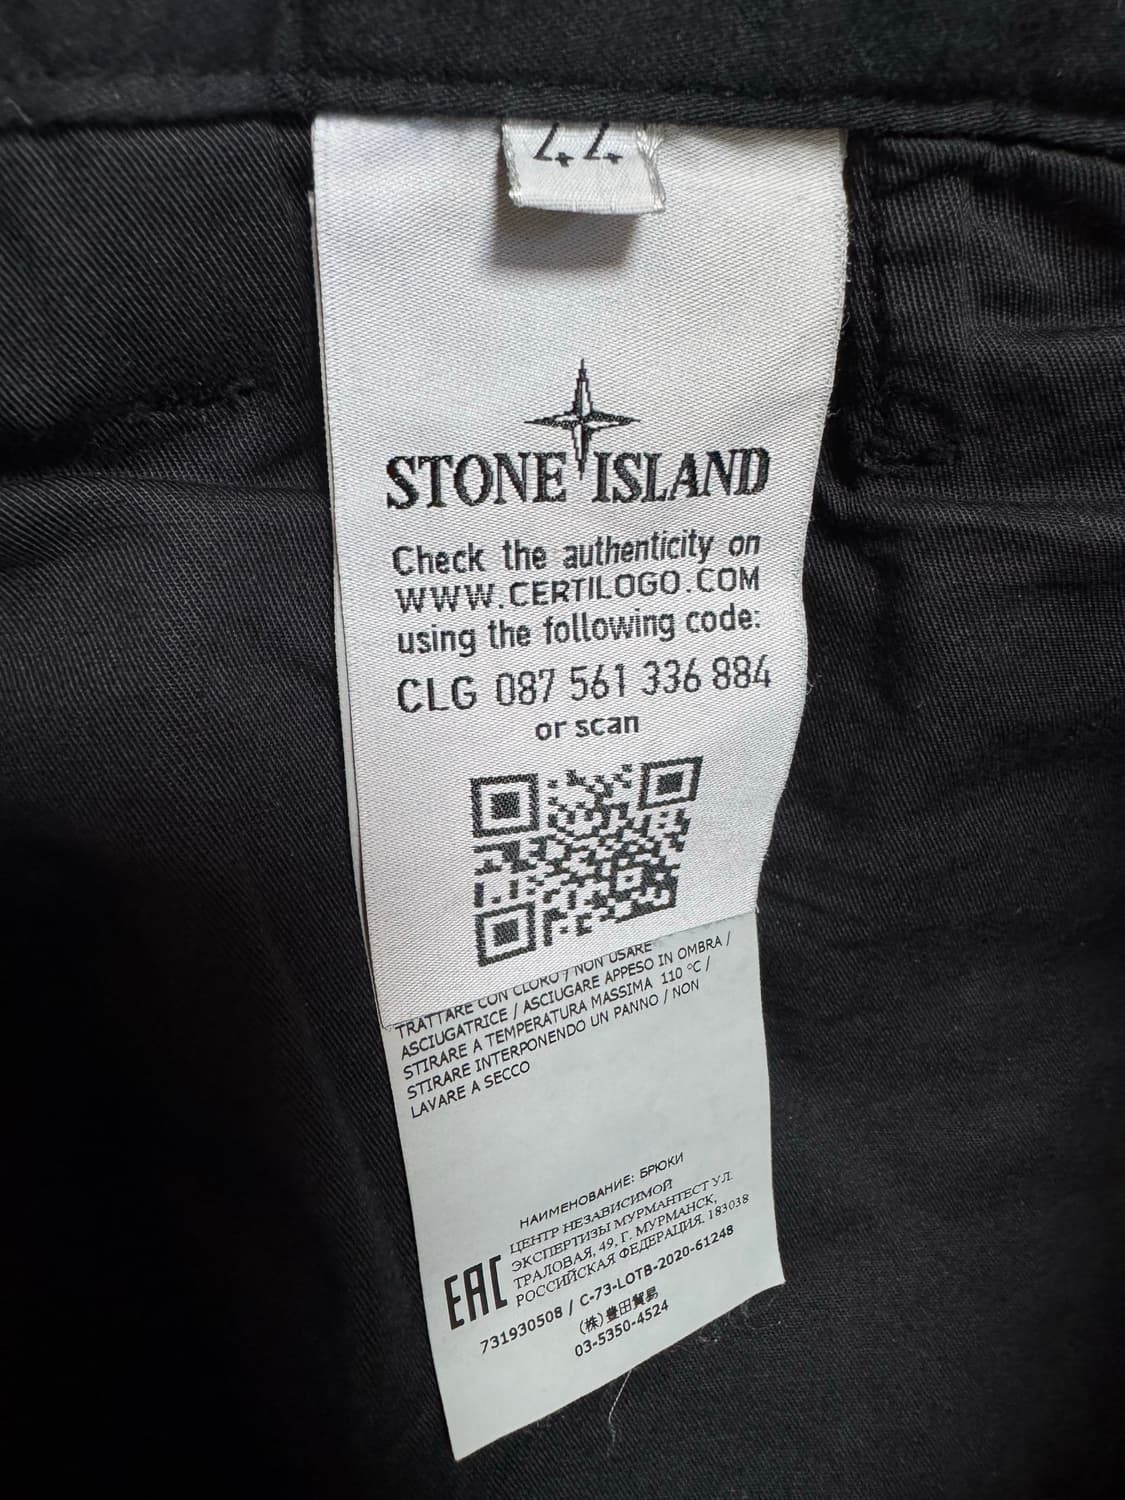 44
STONE ISLAND
Check the authenticity on
WWW.CERTILOGO.COM
using the following code:
CLG 087 561 336 884
or scan
TRATTARE CON CLORO / NON USARE
ASCIUGATRICE / ASCIUGARE APPESO IN OMBRA /
STIRARE A TEMPERATURA MASSIMA 110 °C /
STIRARE INTERPONENDO UN PANNO / NON
LAVARE A SECCO
НАИМЕНОВАНИЕ: БРЮКИ
ЦЕНТР НЕЗАВИСИМОЙ
ЭКСПЕРТИЗЫ МУРМАНТЕСТ УЛ.
ТРАЛОВАЯ, 49, Г. МУРМАНСК,
РОССИЙСКАЯ ФЕДЕРАЦИЯ, 183038
EAC
731930508 / C-73-LOTB-2020-61248
(株)豊田貿易
03-5350-4524